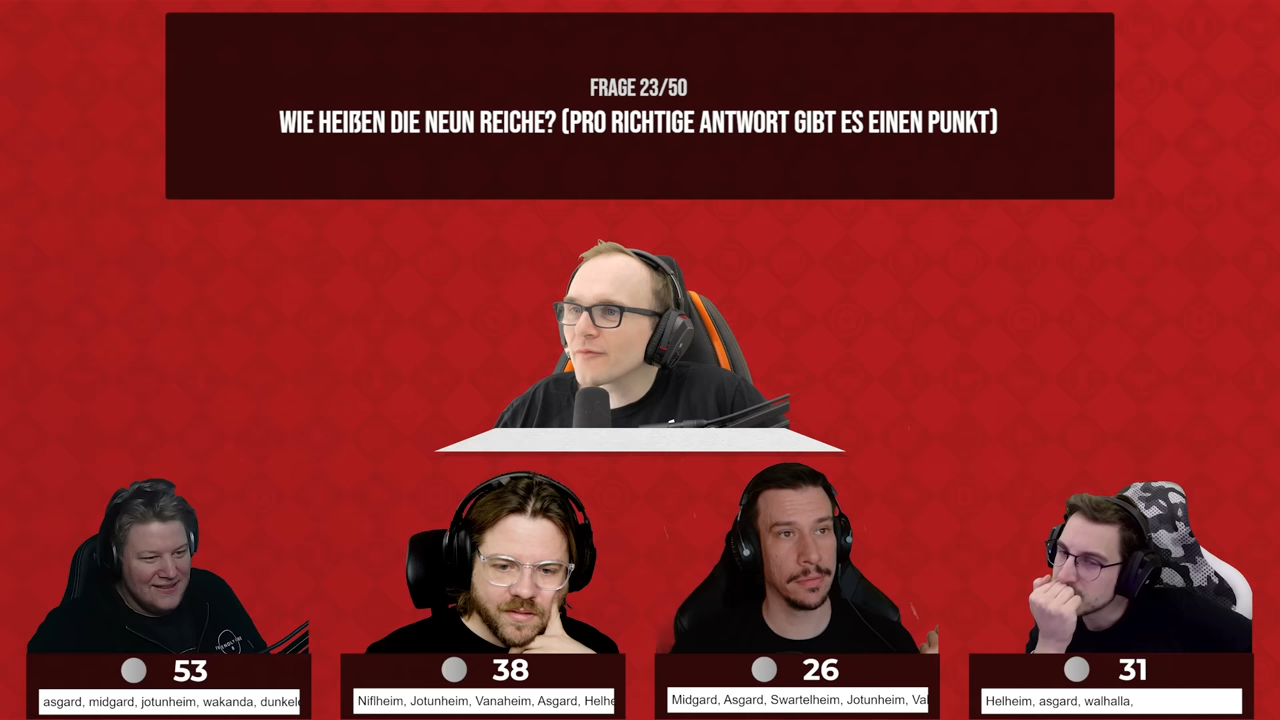 FRAGE 23/50
WIE HEIßEN DIE NEUN REICHE? (PRO RICHTIGE ANTWORT GIBT ES EINEN PUNKT)
53
38
26
31
asgard, midgard, jotunheim, wakanda,
Niflheim, Jotunheim, Vanaheim, Asgard,
Midgard, Asgard, Swartelheim, Jotunheim,
Helheim, asgard, walhalla,